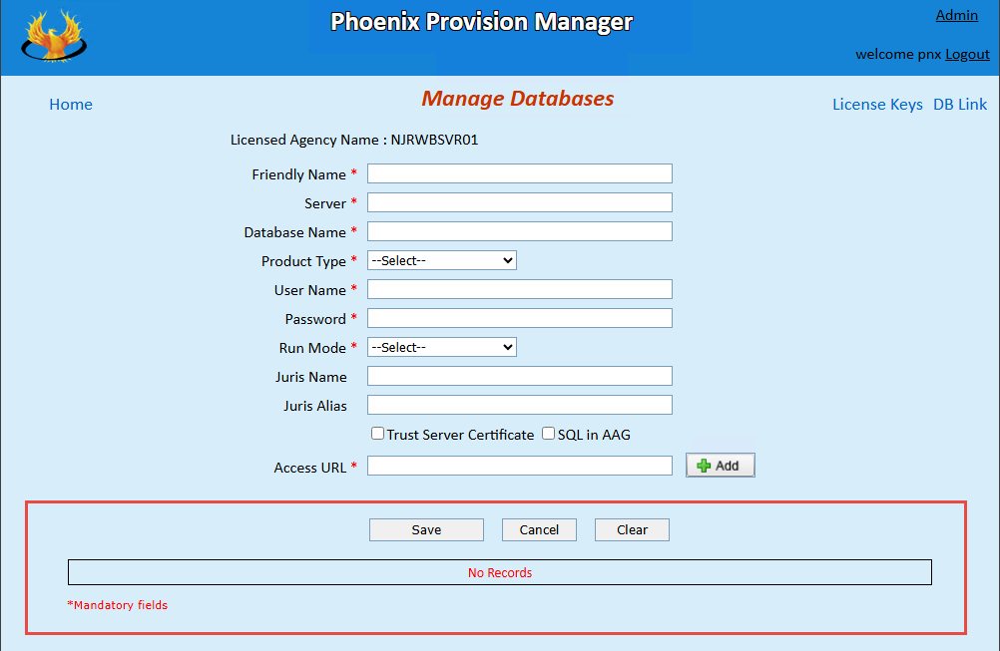 Phoenix Provision Manager
Admin
welcome pnx Logout
Home
Manage Databases
License Keys DB Link
Licensed Agency Name : NJRWBSVR01
Friendly Name *
Server *
Database Name *
Product Type * --Select--
User Name *
Password *
Run Mode * --Select--
Juris Name
Juris Alias
Trust Server Certificate SQL in AAG
Access URL * Add
Save Cancel Clear
No Records
*Mandatory fields